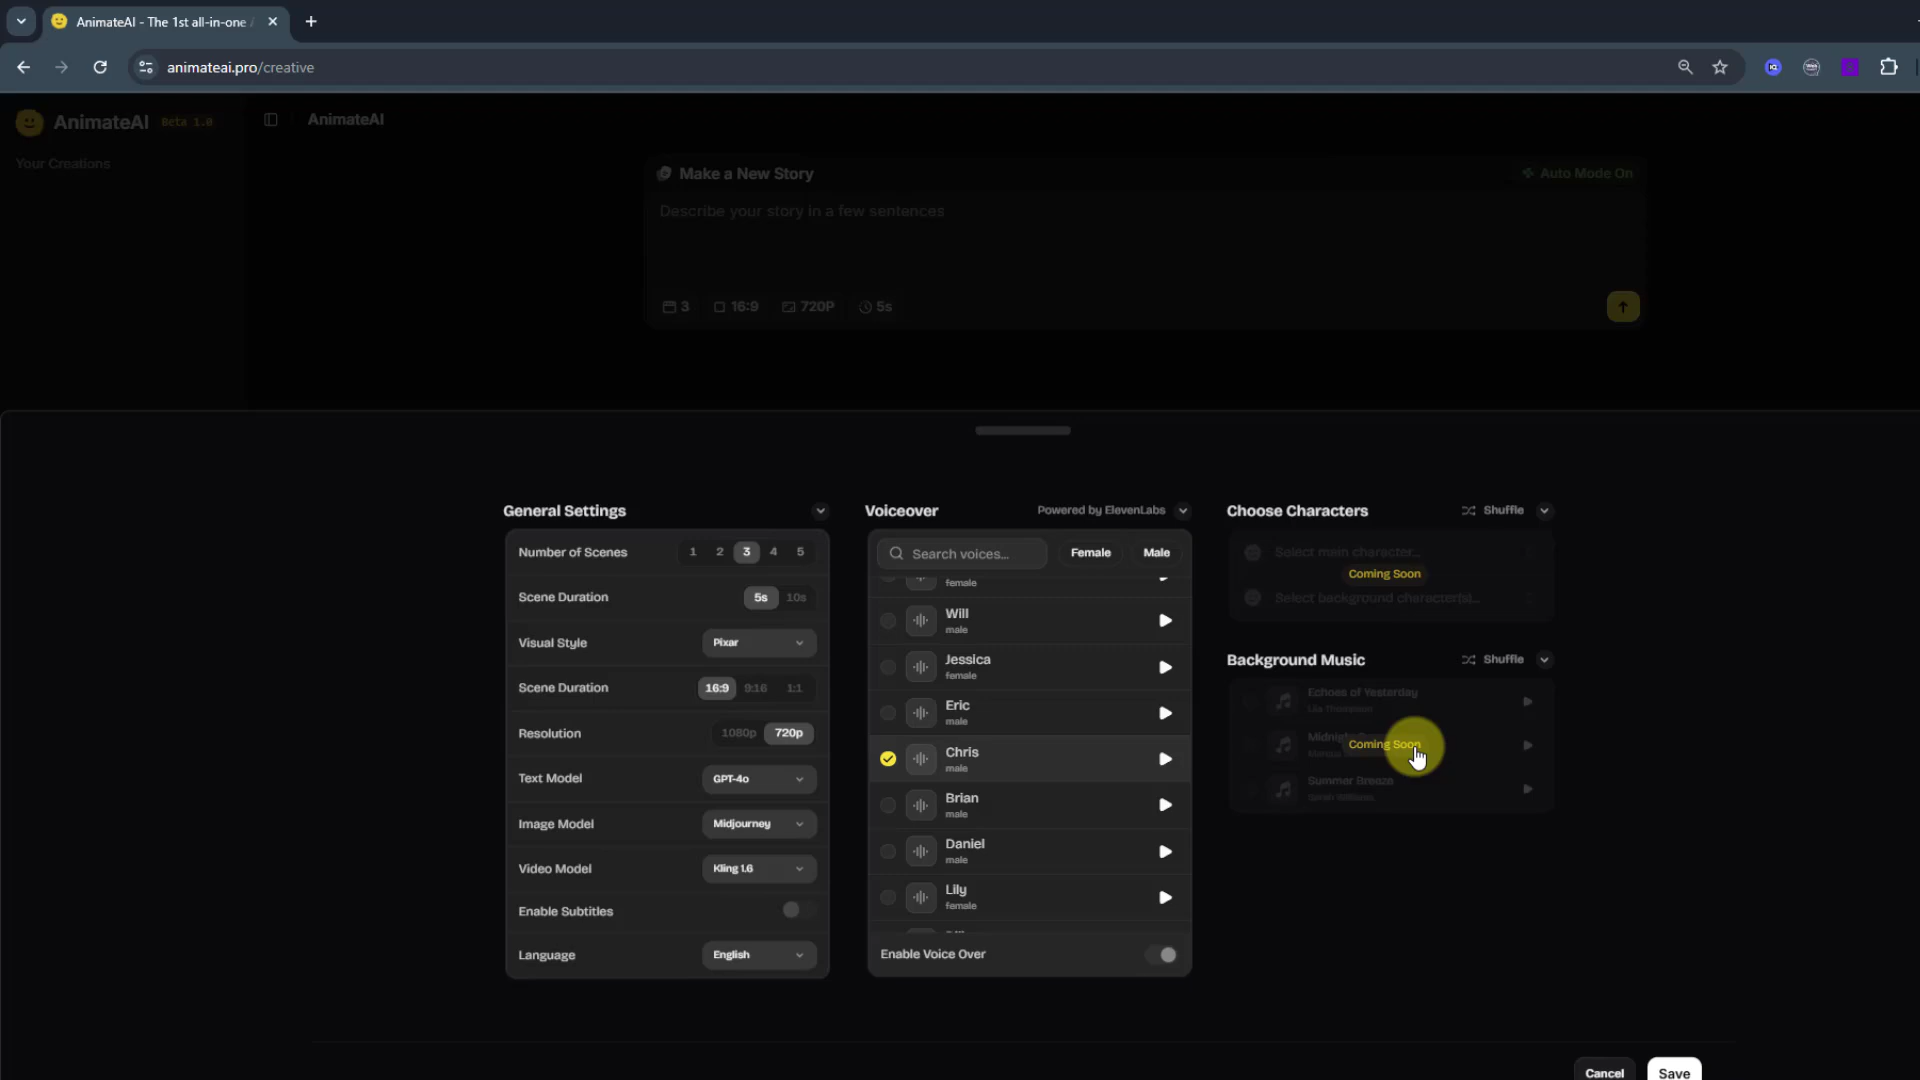 AnimateAI - The 1st all-in-one
animateai.pro/creative
AnimateAI Beta 1.0
AnimateAI
Your Creations
Make a New Story
Auto Mode On
Describe your story in a few sentences
3
16:9
720P
5s
General Settings
Number of Scenes
1 2 3 4 5
Scene Duration
5s 10s
Visual Style
Pixar
Scene Duration
16:9 9:16 1:1
Resolution
1080p 720p
Text Model
GPT-4o
Image Model
Midjourney
Video Model
Kling 1.6
Enable Subtitles
Language
English
Voiceover
Powered by ElevenLabs
Search voices...
Female
Male
female
Will
male
Jessica
female
Eric
male
Chris
male
Brian
male
Daniel
male
Lily
female
Enable Voice Over
Choose Characters
Shuffle
Select main character...
Coming Soon
Select background character(s)...
Background Music
Shuffle
Echoes of Yesterday
Lila Thompson
Coming Soon
Summer Breeze
Sarah Williams
Cancel
Save